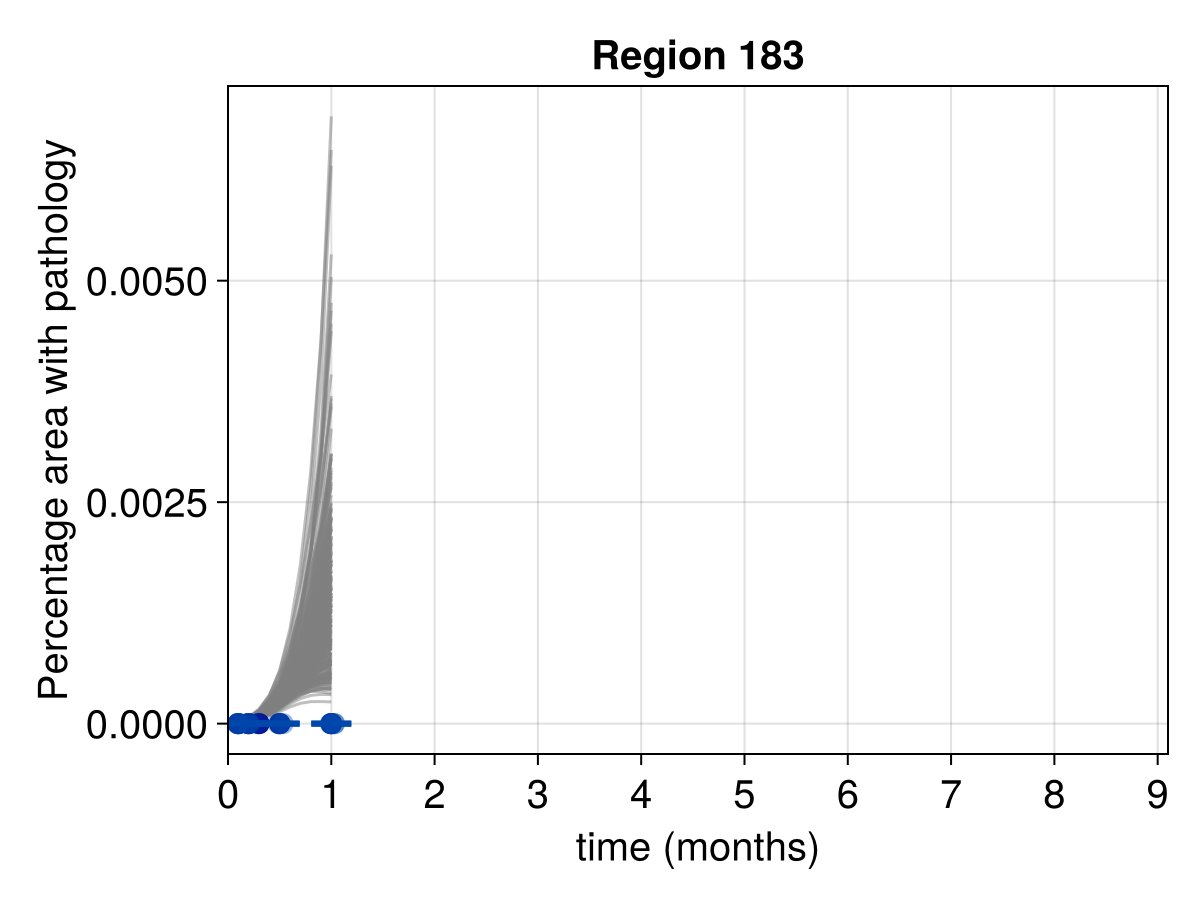 Region 183
Percentage area with pathology
0.0050
0.0025
0.0000
0 1 2 3 4 5 6 7 8 9
time (months)